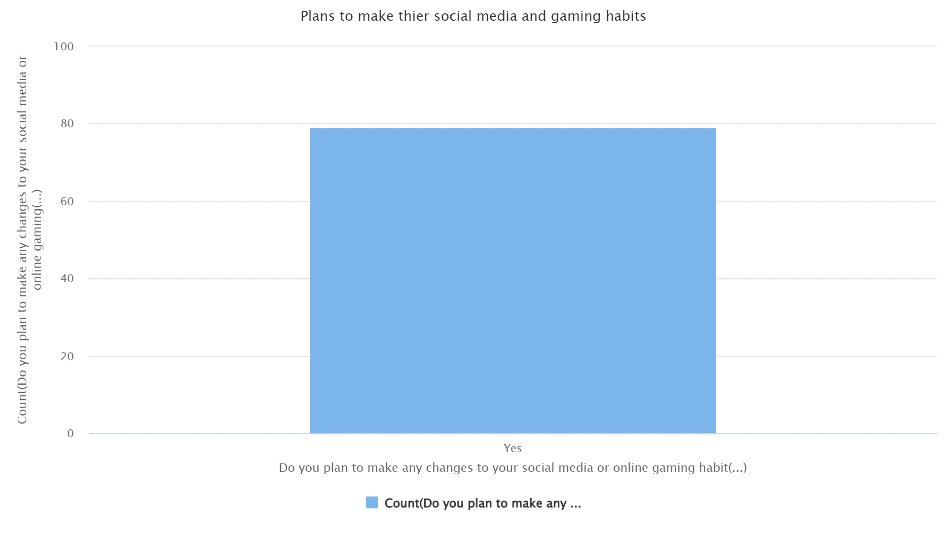 Plans to make thier social media and gaming habits
Count(Do you plan to make any changes to your social media or
online gaming(...)
100
80
60
40
20
0
Yes
Do you plan to make any changes to your social media or online gaming habit(...)
Count(Do you plan to make any ...